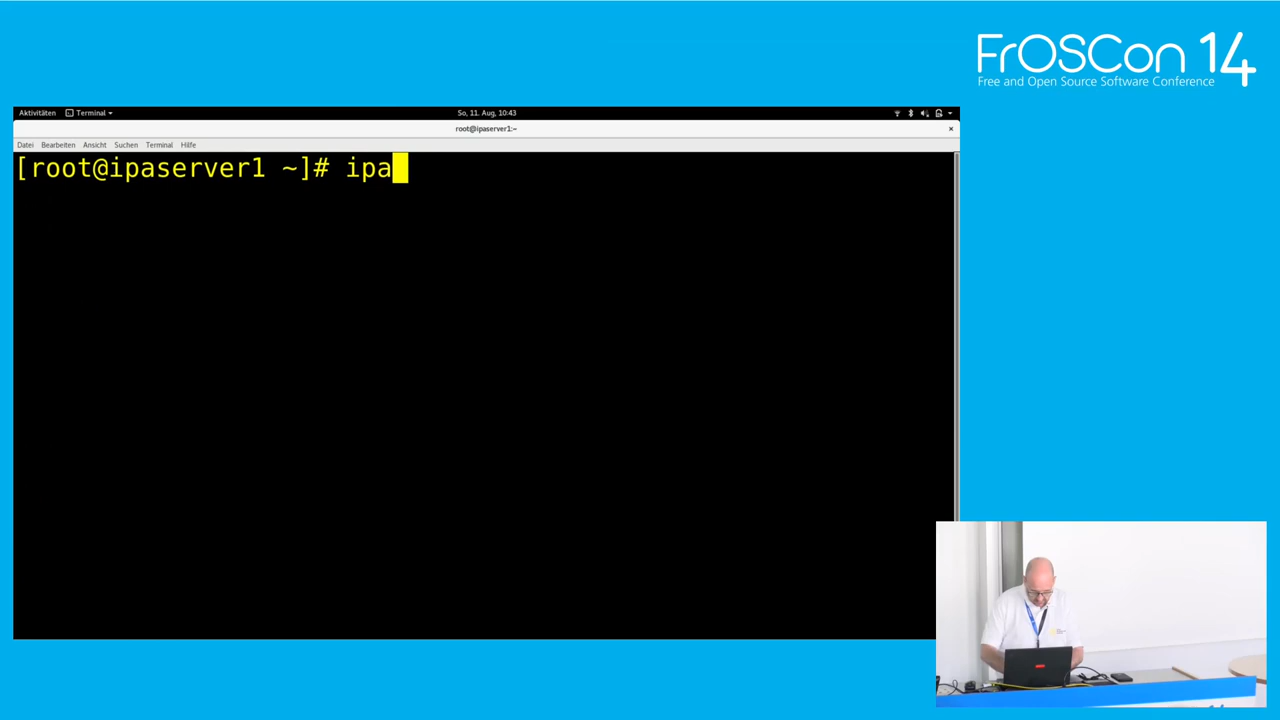 FrOSCon 14
Free and Open Source Software Conference
Aktivitäten Terminal So, 11. Aug, 10:43
root@ipaserver1:~
Datei Bearbeiten Ansicht Suchen Terminal Hilfe
[root@ipaserver1 ~]# ipa